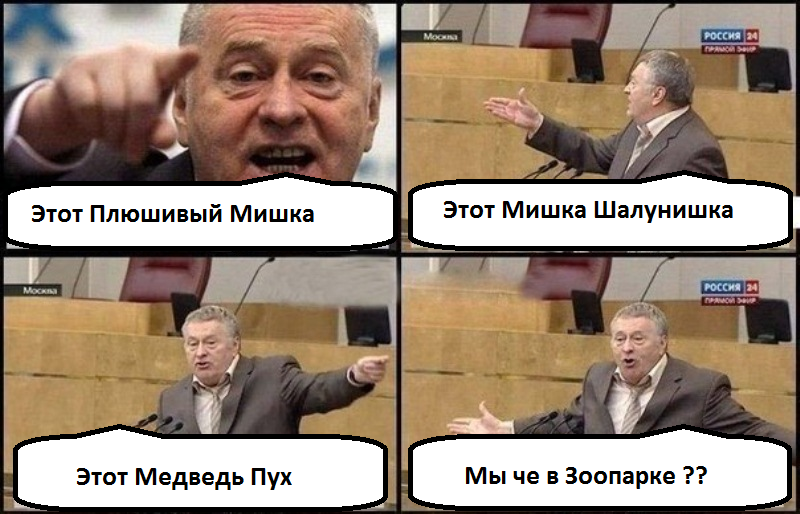 Москва
РОССИЯ 24
ПРЯМОЙ ЭФИР
Этот Плюшивый Мишка
Этот Мишка Шалунишка
Москва
РОССИЯ 24
ПРЯМОЙ ЭФИР
Этот Медведь Пух
Мы че в Зоопарке ??